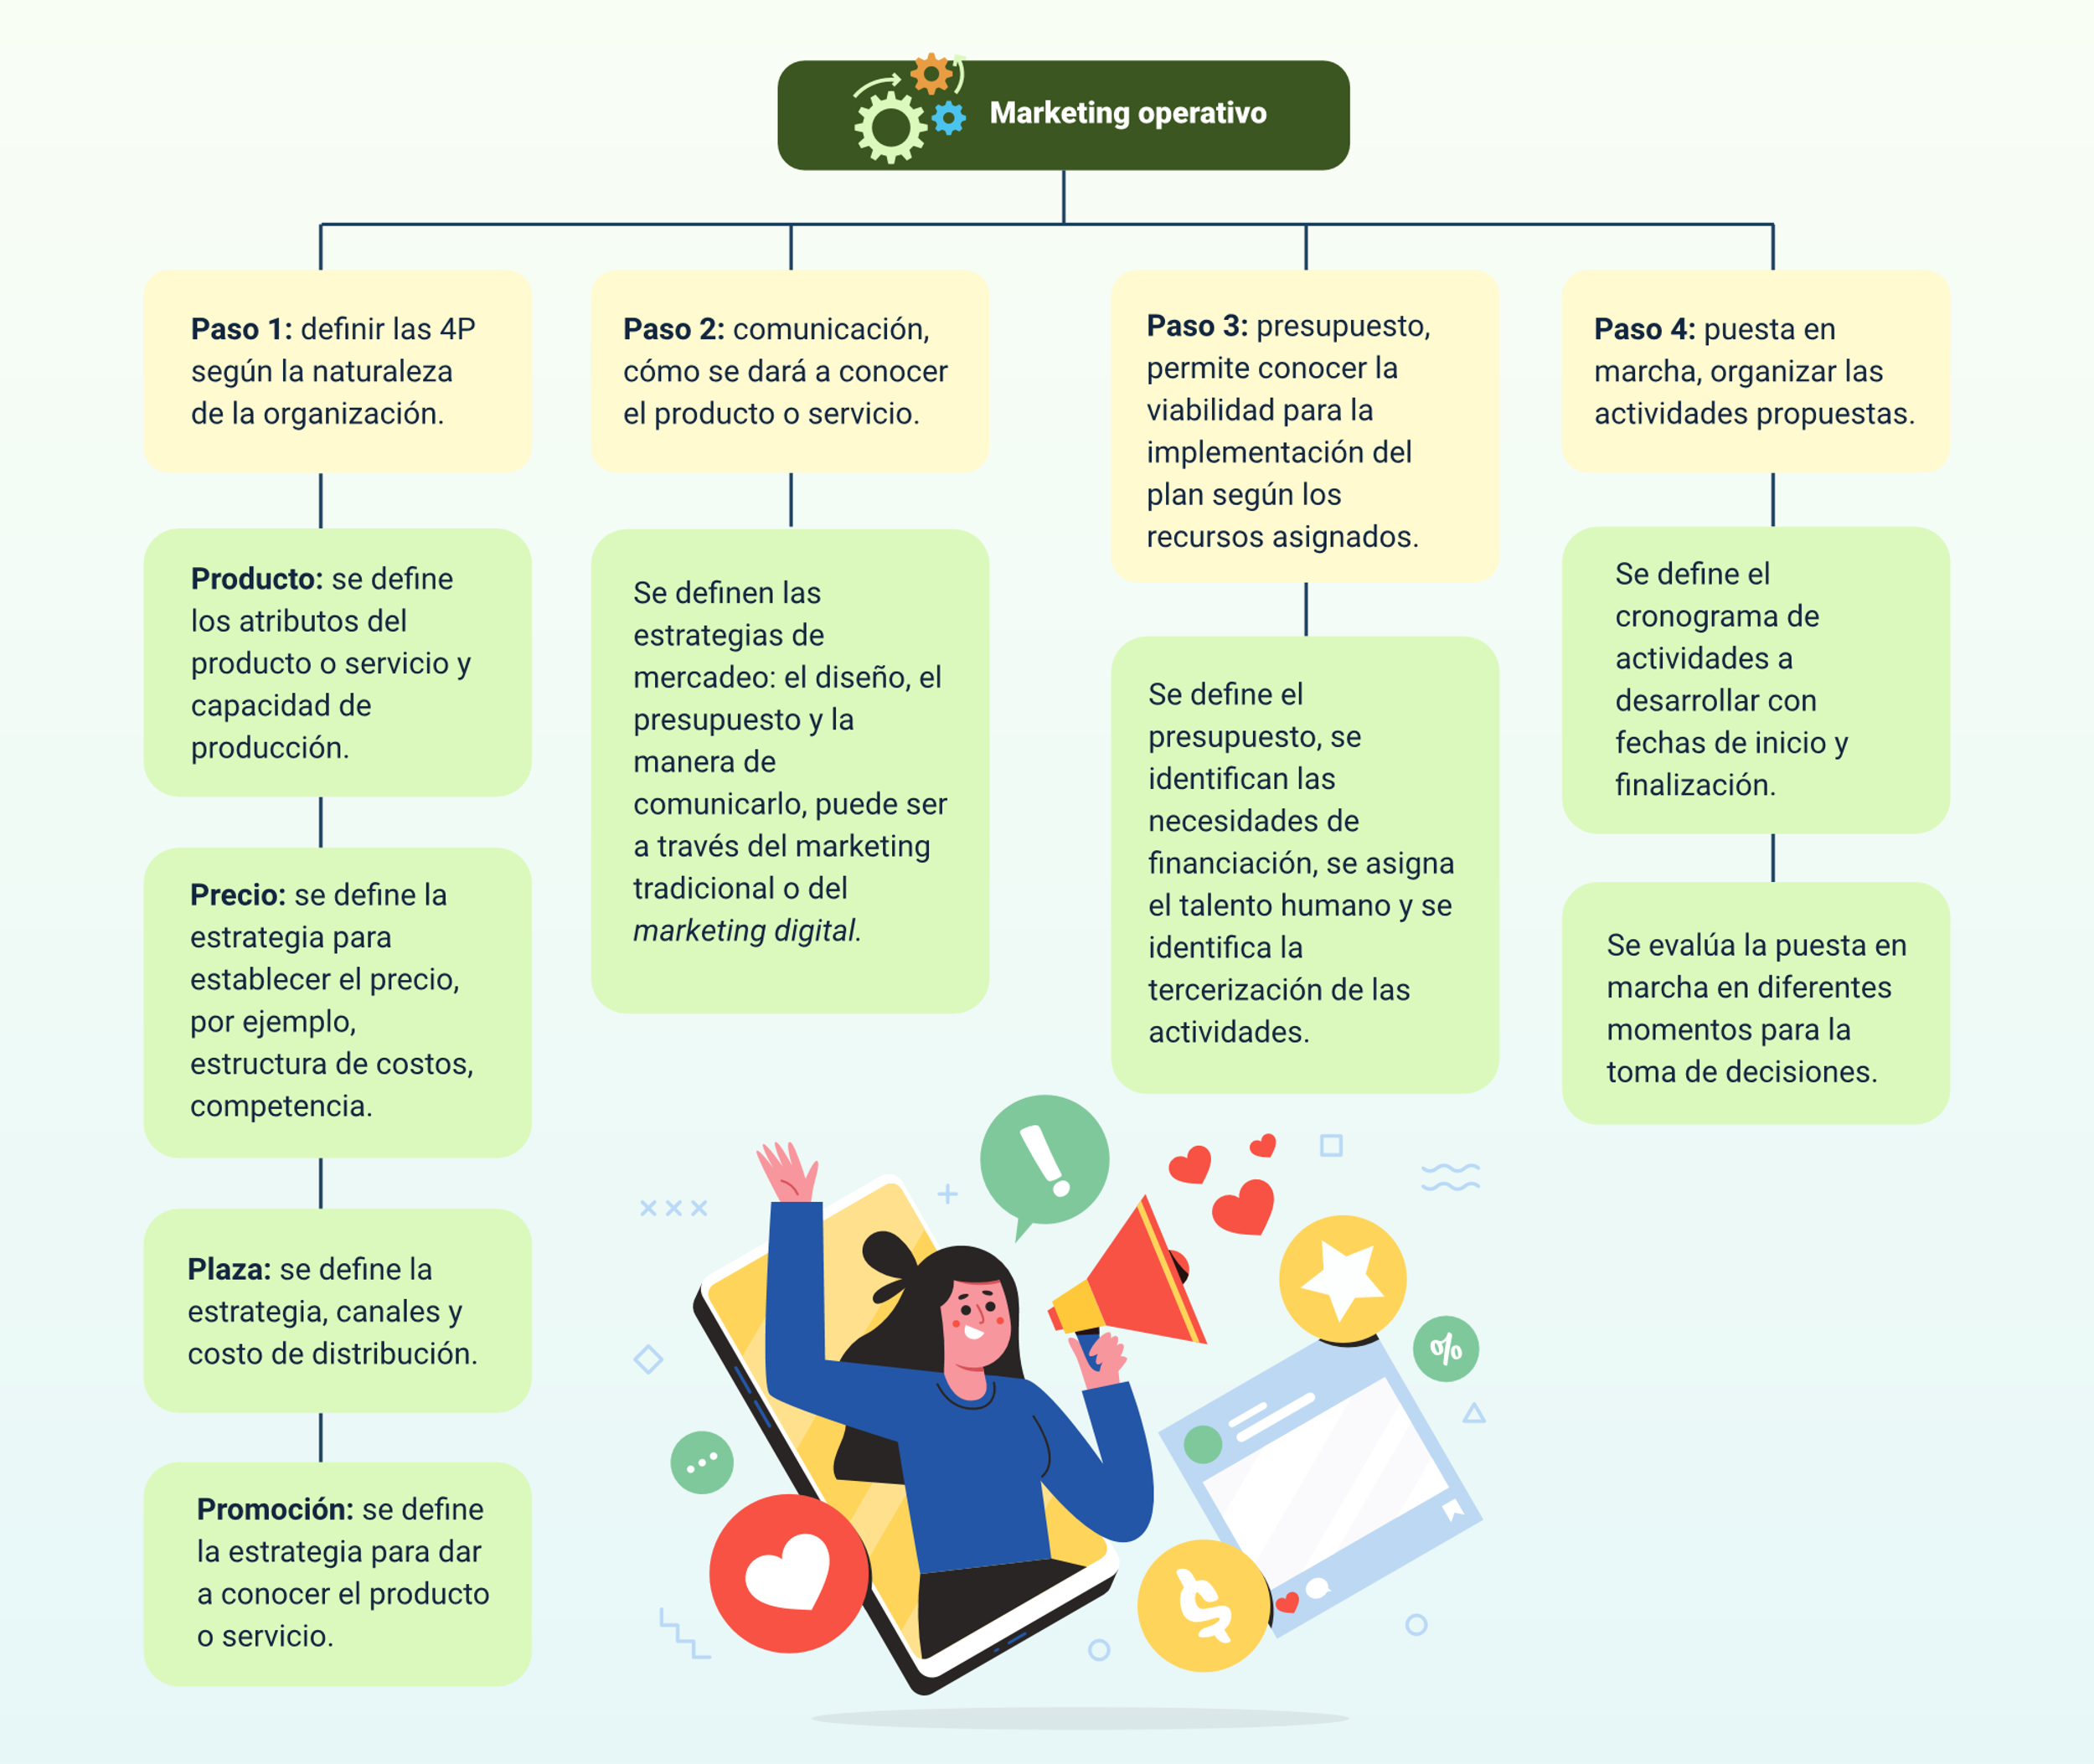 Marketing operativo
Paso 1: definir las 4P
según la naturaleza
de la organización.
Producto: se define
los atributos del
producto o servicio y
capacidad de
producción.
Precio: se define la
estrategia para
establecer el precio,
por ejemplo,
estructura de costos,
competencia.
Plaza: se define la
estrategia, canales y
costo de distribución.
Promoción: se define
la estrategia para dar
a conocer el producto
o servicio.
Paso 2: comunicación,
cómo se dará a conocer
el producto o servicio.
Se definen las
estrategias de
mercadeo: el diseño, el
presupuesto y la
manera de
comunicarlo, puede ser
a través del marketing
tradicional o del
marketing digital.
Paso 3: presupuesto,
permite conocer la
viabilidad para la
implementación del
plan según los
recursos asignados.
Se define el
presupuesto, se
identifican las
necesidades de
financiación, se asigna
el talento humano y se
identifica la
tercerización de las
actividades.
Paso 4: puesta en
marcha, organizar las
actividades propuestas.
Se define el
cronograma de
actividades a
desarrollar con
fechas de inicio y
finalización.
Se evalúa la puesta en
marcha en diferentes
momentos para la
toma de decisiones.
!
%
$